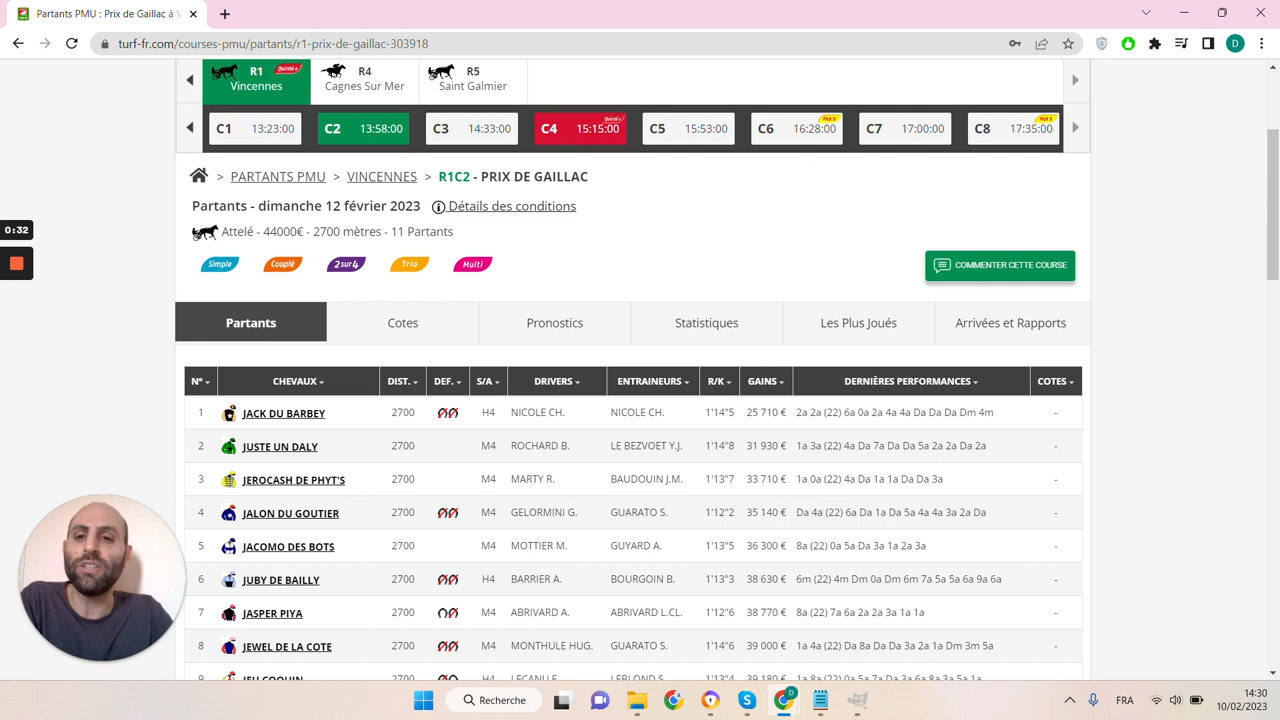 Partants PMU : Prix de Gaillac à V
turf-fr.com/courses-pmu/partants/r1-prix-de-gaillac-303918
D
R1 Quinté+
Vincennes
R4
Cagnes Sur Mer
R5
Saint Galmier
C1 13:23:00
C2 13:58:00
C3 14:33:00
C4 15:15:00 Quinté+
C5 15:53:00
C6 16:28:00 Pick 5
C7 17:00:00
C8 17:35:00 Pick 5
> PARTANTS PMU > VINCENNES > R1C2 - PRIX DE GAILLAC
Partants - dimanche 12 février 2023 Détails des conditions
0:32
Attelé - 44000€ - 2700 mètres - 11 Partants
Simple Couplé 2sur4 Trio Multi
COMMENTER CETTE COURSE
Partants Cotes Pronostics Statistiques Les Plus Joués Arrivées et Rapports
N° CHEVAUX DIST. DEF. S/A DRIVERS ENTRAINEURS R/K GAINS DERNIÈRES PERFORMANCES COTES
1 JACK DU BARBEY 2700 H4 NICOLE CH. NICOLE CH. 1'14"5 25 710 € 2a 2a (22) 6a 0a 2a 4a 4a Da Da Da Dm 4m -
2 JUSTE UN DALY 2700 M4 ROCHARD B. LE BEZVOET Y.J. 1'14"8 31 930 € 1a 3a (22) 4a Da 7a Da Da 5a 2a 2a Da 2a -
3 JEROCASH DE PHYT'S 2700 M4 MARTY R. BAUDOUIN J.M. 1'13"7 33 710 € 1a 0a (22) 4a Da 1a 1a Da Da 3a -
4 JALON DU GOUTIER 2700 M4 GELORMINI G. GUARATO S. 1'12"2 35 140 € Da 4a (22) 6a Da 1a Da 5a 4a 4a 3a 2a Da -
5 JACOMO DES BOTS 2700 M4 MOTTIER M. GUYARD A. 1'13"5 36 300 € 8a (22) 0a 5a Da 3a 1a 2a 3a -
6 JUBY DE BAILLY 2700 H4 BARRIER A. BOURGOIN B. 1'13"3 38 630 € 6m (22) 4m Dm 0a Dm 6m 7a 5a 5a 6a 9a 6a -
7 JASPER PIYA 2700 M4 ABRIVARD A. ABRIVARD L.CL. 1'12"6 38 770 € 8a (22) 7a 6a 2a 2a 3a 1a 1a -
8 JEWEL DE LA COTE 2700 M4 MONTHULE HUG. GUARATO S. 1'14"6 39 000 € 1a 4a (22) Da 8a Da Da 3a 2a 1a Dm 3m 5a -
Recherche
D
FRA
14:30
10/02/2023